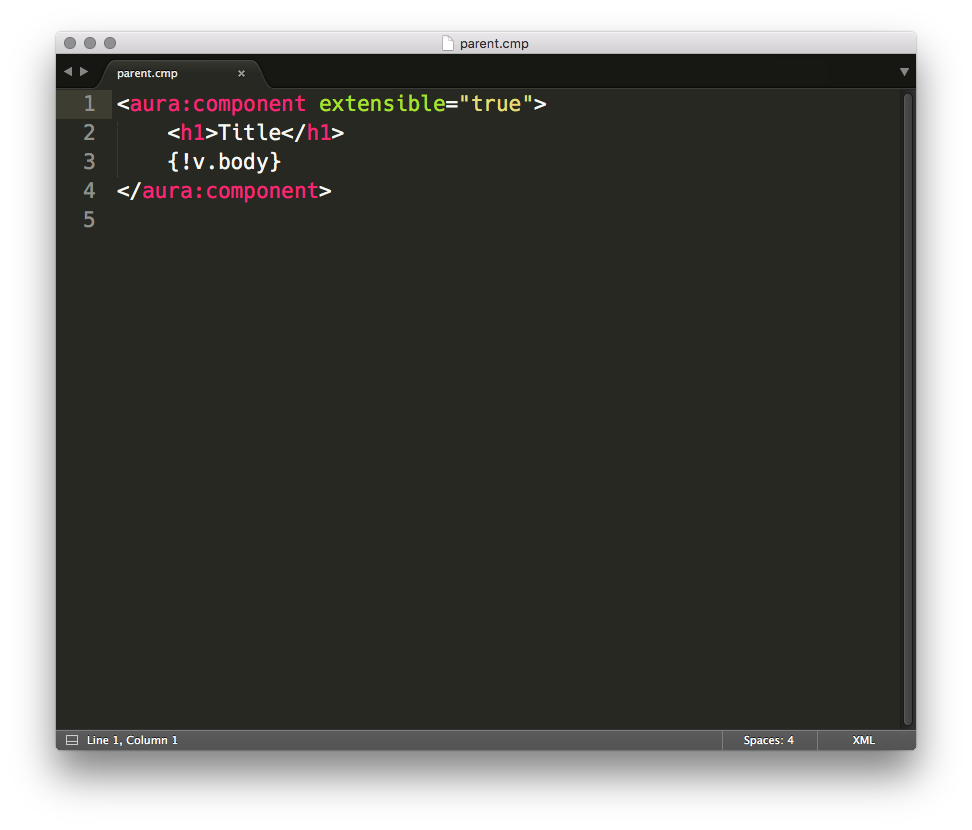 parent.cmp
parent.cmp ×
1 <aura:component extensible="true">
2     <h1>Title</h1>
3     {!v.body}
4 </aura:component>
5
Line 1, Column 1 Spaces: 4 XML